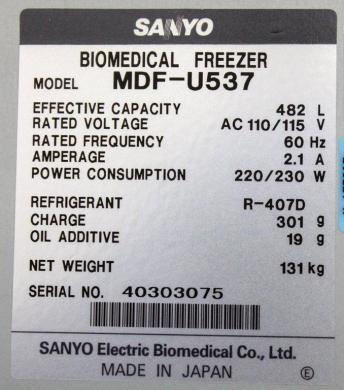 SANYO
BIOMEDICAL FREEZER
MODEL MDF-U537
EFFECTIVE CAPACITY 482 L
RATED VOLTAGE AC 110/115 V
RATED FREQUENCY 60 Hz
AMPERAGE 2.1 A
POWER CONSUMPTION 220/230 W
REFRIGERANT R-407D
CHARGE 301 g
OIL ADDITIVE 19 g
NET WEIGHT 131 kg
SERIAL NO. 40303075
SANYO Electric Biomedical Co., Ltd.
MADE IN JAPAN E